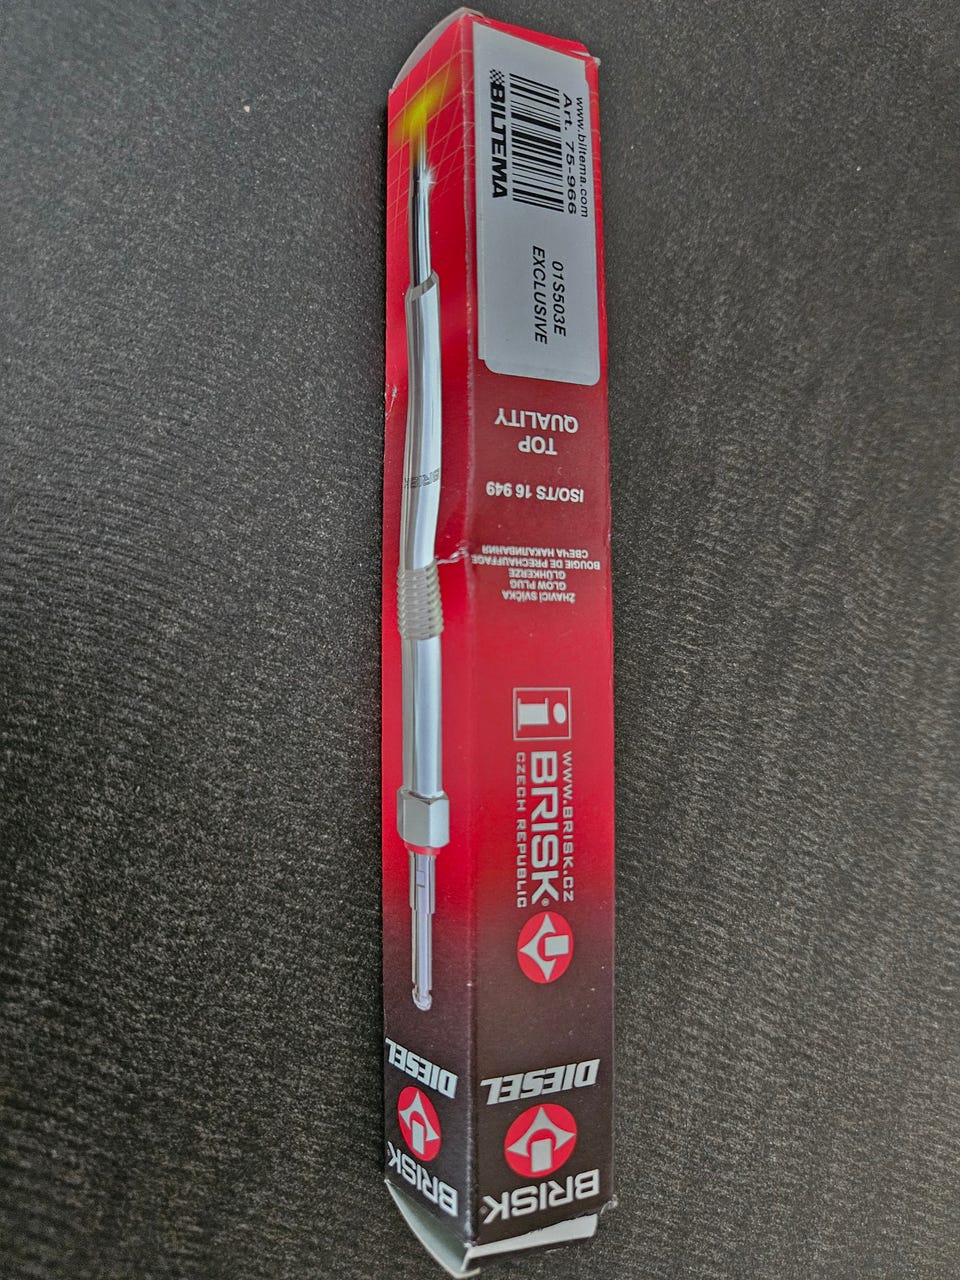 www.biltema.com
Art. 75-966
BILTEMA
01S503E
EXCLUSIVE
TOP
QUALITY
ISO/TS 16 949
ŽHAVICÍ SVÍČKA
GLOW PLUG
GLÜHKERZE
BOUGIE DE PRECHAUFFAGE
СВЕЧА НАКАЛИВАНИЯ
i
WWW.BRISK.CZ
BRISK®
CZECH REPUBLIC
BRISK
DIESEL
BRISK®
DIESEL
BRISK®